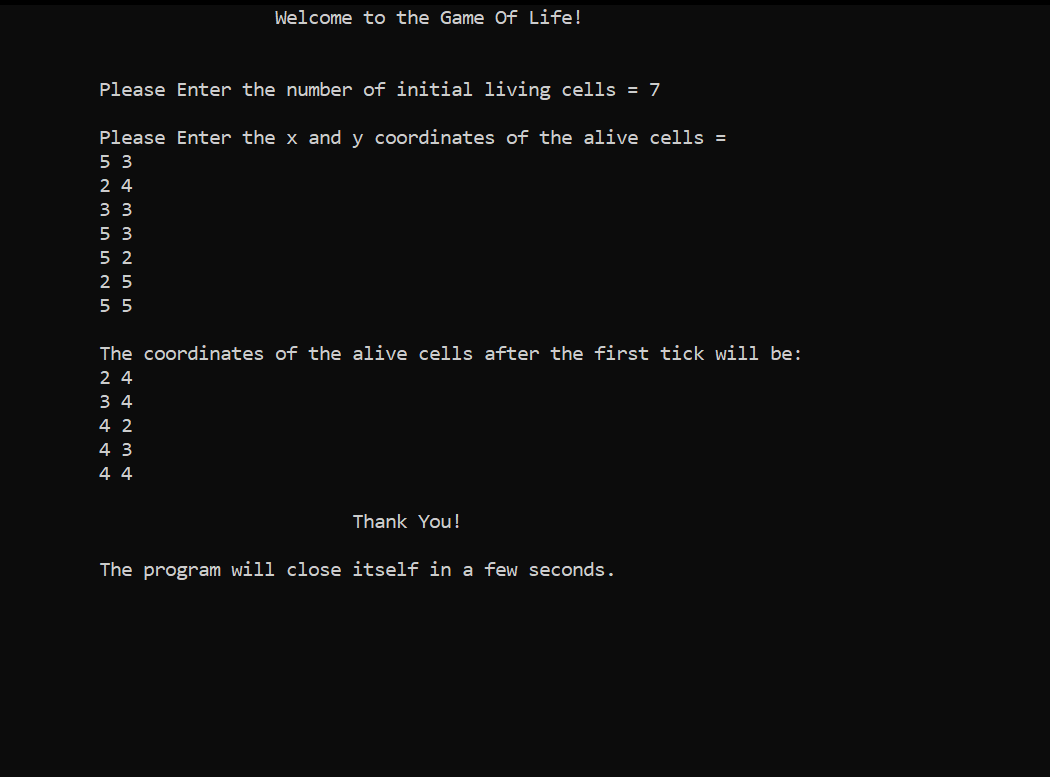 Welcome to the Game Of Life!
Please Enter the number of initial living cells = 7
Please Enter the x and y coordinates of the alive cells =
5 3
2 4
3 3
5 3
5 2
2 5
5 5
The coordinates of the alive cells after the first tick will be:
2 4
3 4
4 2
4 3
4 4
Thank You!
The program will close itself in a few seconds.